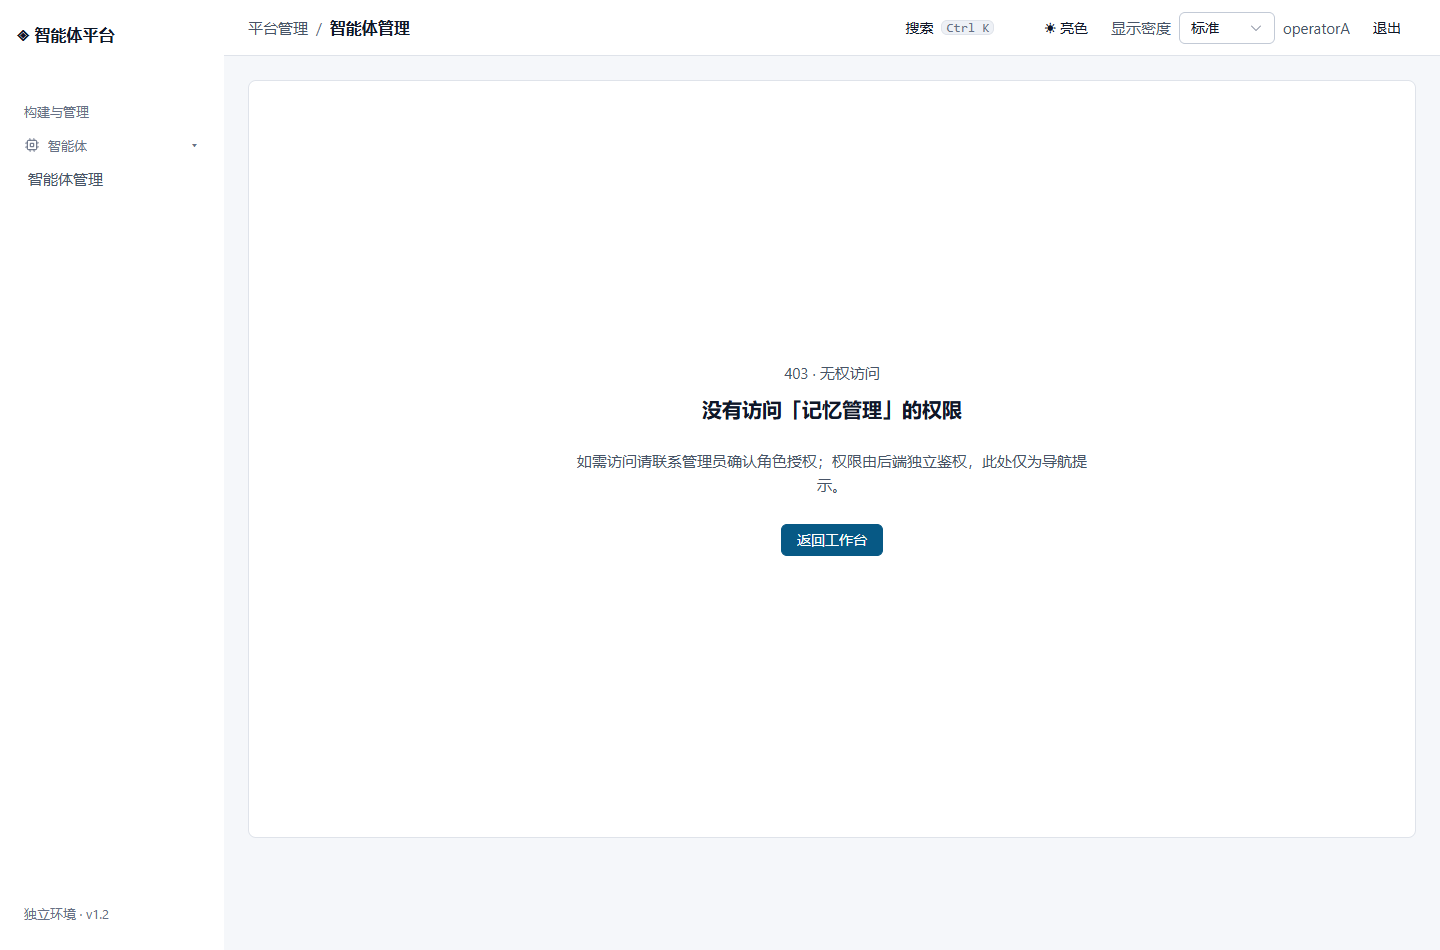 智能体平台
平台管理 / 智能体管理
搜索 Ctrl K
亮色
显示密度
标准
operatorA
退出
构建与管理
智能体
智能体管理
403 · 无权访问
没有访问「记忆管理」的权限
如需访问请联系管理员确认角色授权；权限由后端独立鉴权，此处仅为导航提
示。
返回工作台
独立环境 · v1.2